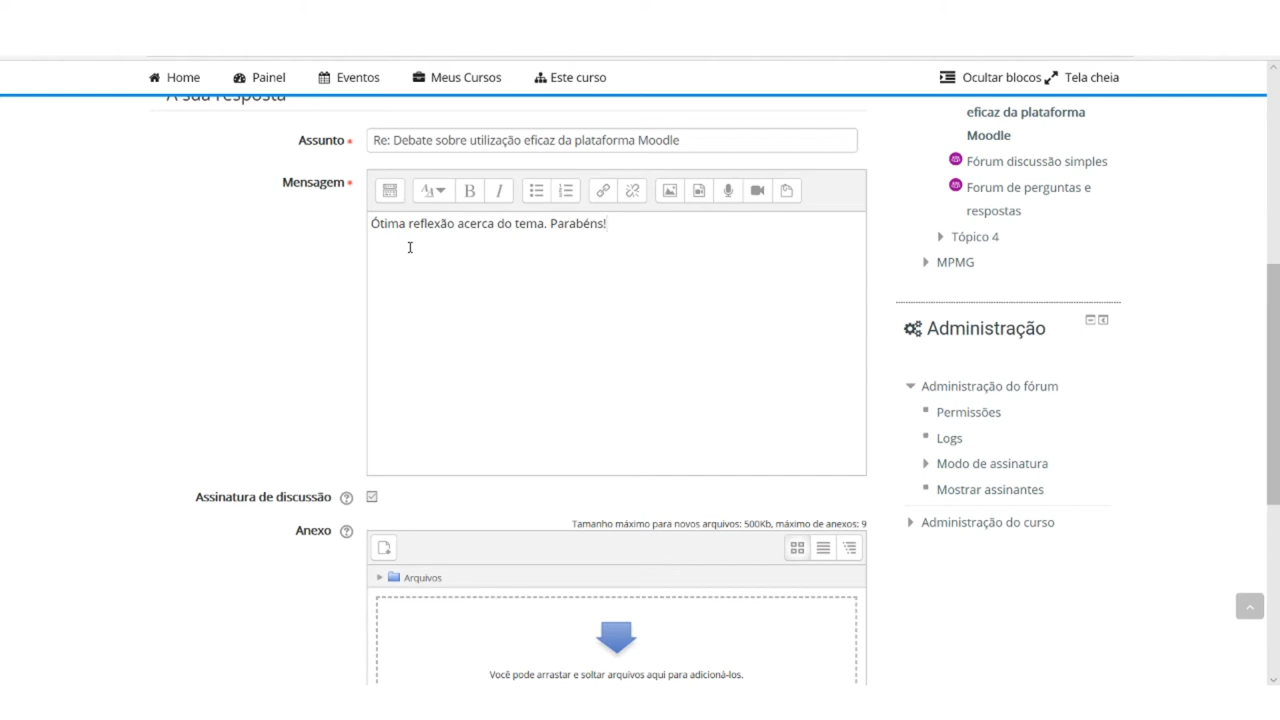 Home Painel Eventos Meus Cursos Este curso Ocultar blocos Tela cheia
A sua resposta
Assunto
Re: Debate sobre utilização eficaz da plataforma Moodle
Mensagem
Ótima reflexão acerca do tema. Parabéns!
Assinatura de discussão
Anexo
Tamanho máximo para novos arquivos: 500Kb, máximo de anexos: 9
Arquivos
Você pode arrastar e soltar arquivos aqui para adicioná-los.
eficaz da plataforma
Moodle
Fórum discussão simples
Forum de perguntas e
respostas
Tópico 4
MPMG
Administração
Administração do fórum
Permissões
Logs
Modo de assinatura
Mostrar assinantes
Administração do curso